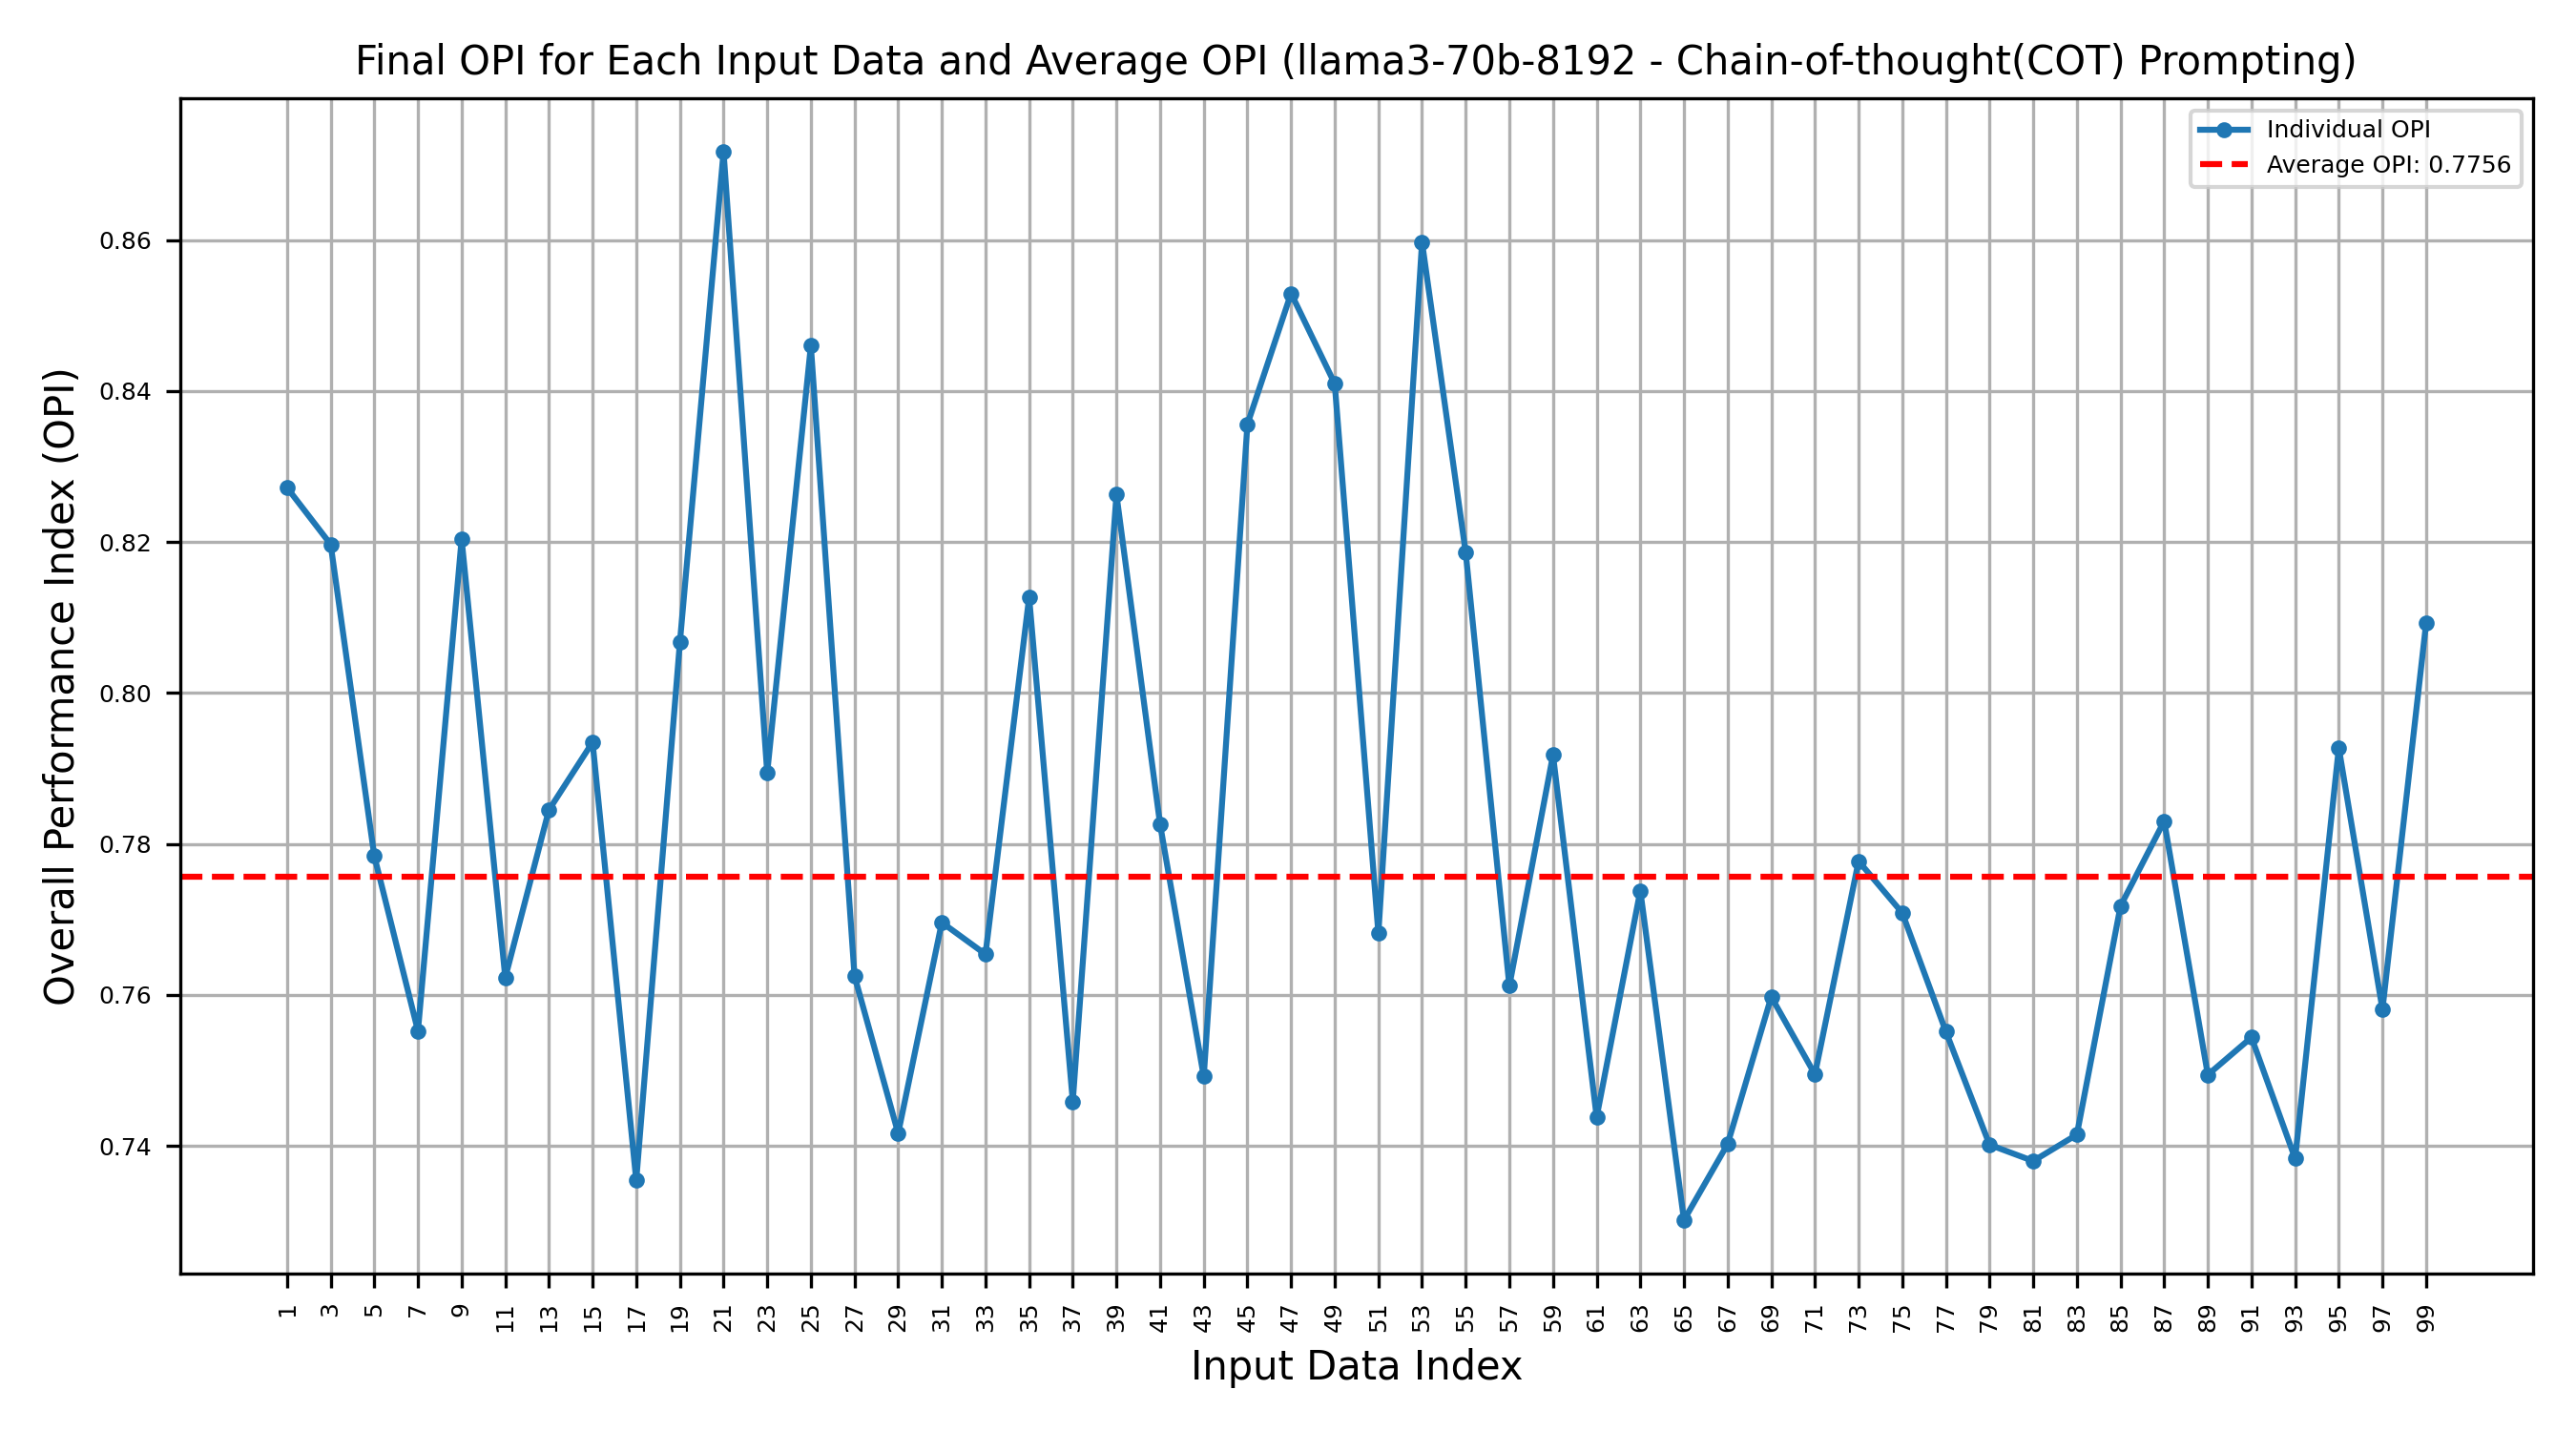 Final OPI for Each Input Data and Average OPI (llama3-70b-8192 - Chain-of-thought(COT) Prompting)
Individual OPI
Average OPI: 0.7756
Overall Performance Index (OPI)
0.86
0.84
0.82
0.80
0.78
0.76
0.74
1 3 5 7 9 11 13 15 17 19 21 23 25 27 29 31 33 35 37 39 41 43 45 47 49 51 53 55 57 59 61 63 65 67 69 71 73 75 77 79 81 83 85 87 89 91 93 95 97 99
Input Data Index